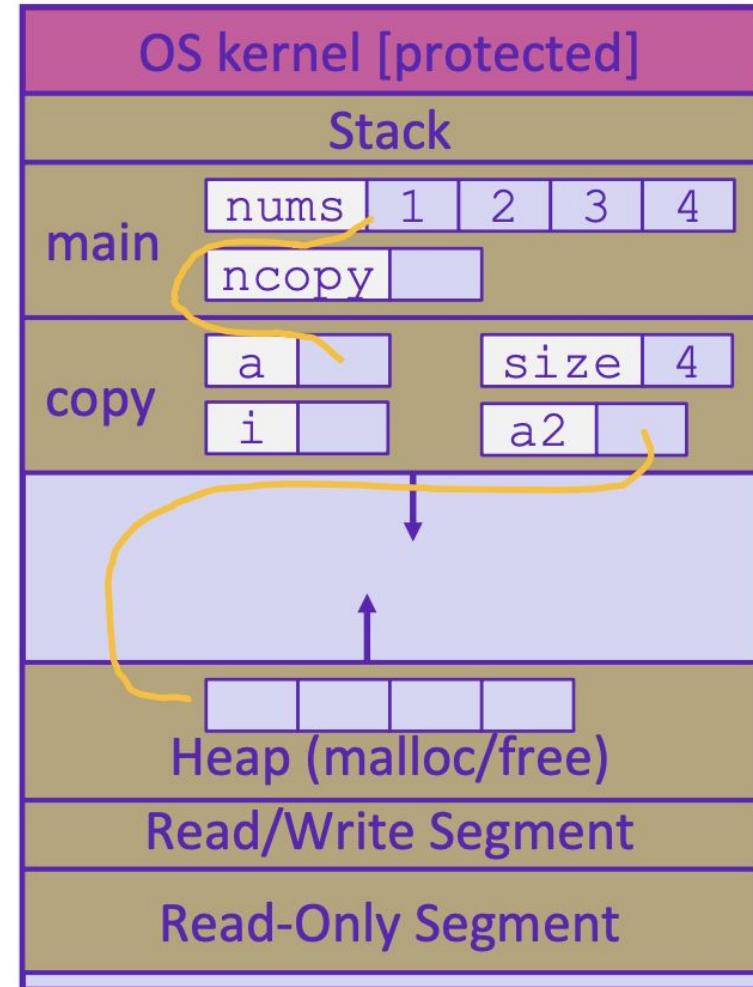 OS kernel [protected]
Stack
main
nums 1 2 3 4
ncopy
copy
a size 4
i a2
Heap (malloc/free)
Read/Write Segment
Read-Only Segment